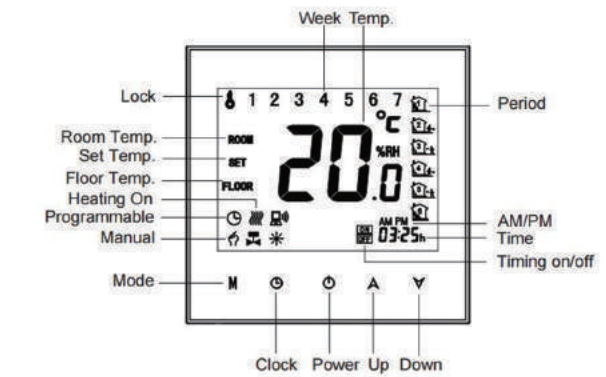 Week Temp.
Lock 1 2 3 4 5 6 7 Period
°C
Room Temp. ROOM
20.0
%RH
Set Temp. SET
Floor Temp. FLOOR
Heating On
Programmable
AM PM AM/PM
Manual ON OFF 03:25h Time
Timing on/off
Mode M
Clock Power Up Down